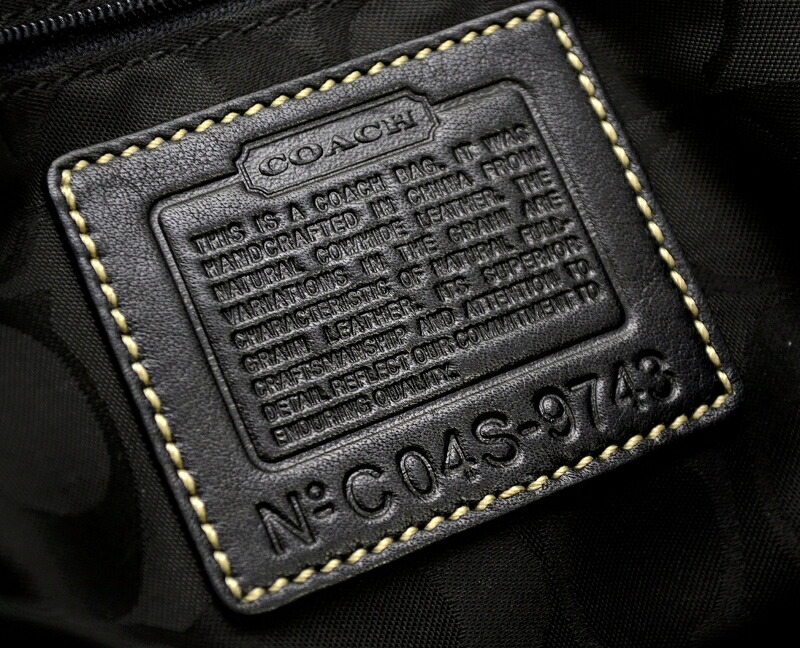 COACH
THIS IS A COACH BAG. IT WAS
HANDCRAFTED IN CHINA FROM
NATURAL COWHIDE LEATHER. THE
VARIATIONS IN THE GRAIN ARE
CHARACTERISTIC OF NATURAL FULL-
GRAIN LEATHER. ITS SUPERIOR
CRAFTSMANSHIP AND ATTENTION TO
DETAIL REFLECT OUR COMMITMENT TO
ENDURING QUALITY.
Nº C04S-9743